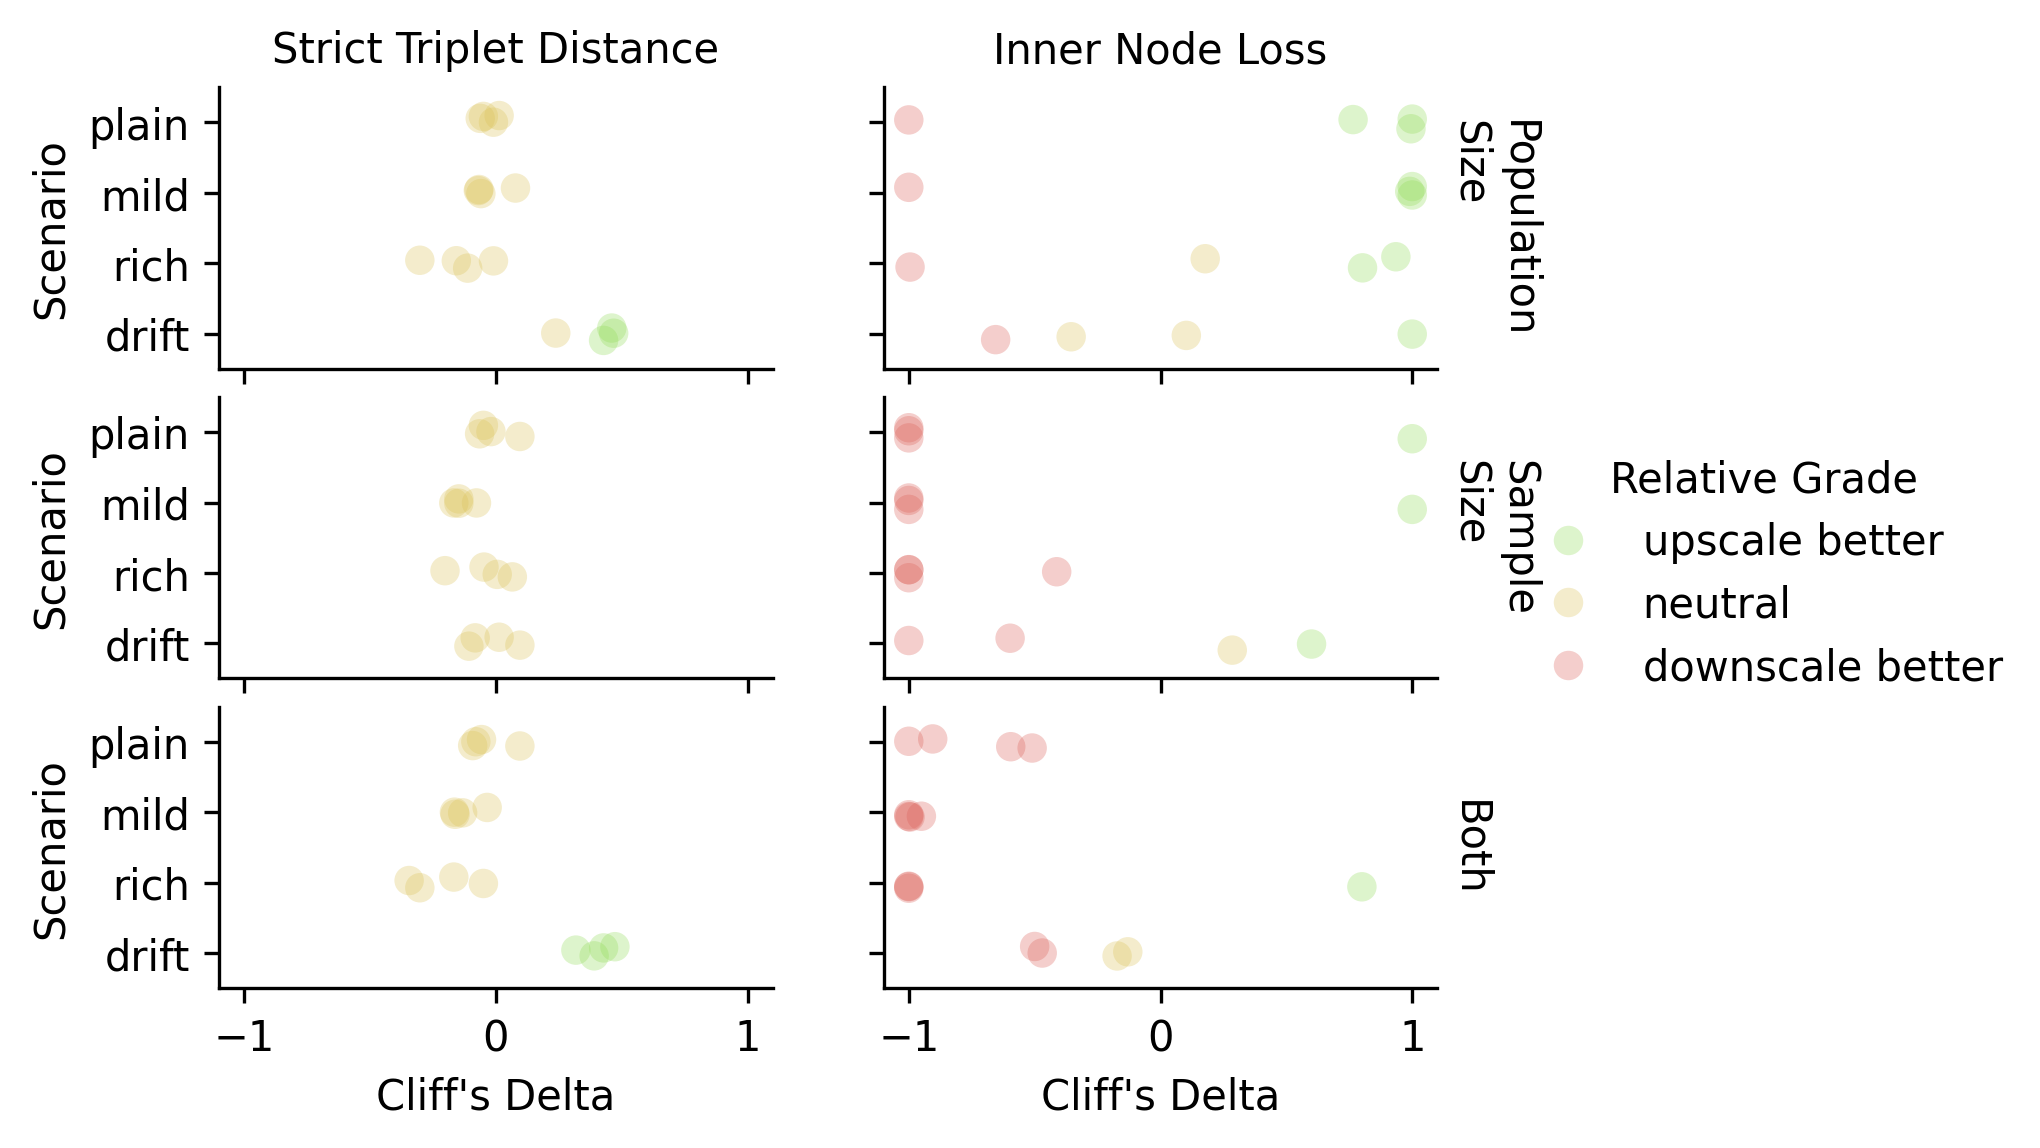 Strict Triplet Distance
Inner Node Loss
Scenario
plain
mild
rich
drift
Population
Size
Scenario
plain
mild
rich
drift
Sample
Size
Relative Grade
upscale better
neutral
downscale better
Scenario
plain
mild
rich
drift
Both
−1 0 1
−1 0 1
Cliff's Delta
Cliff's Delta